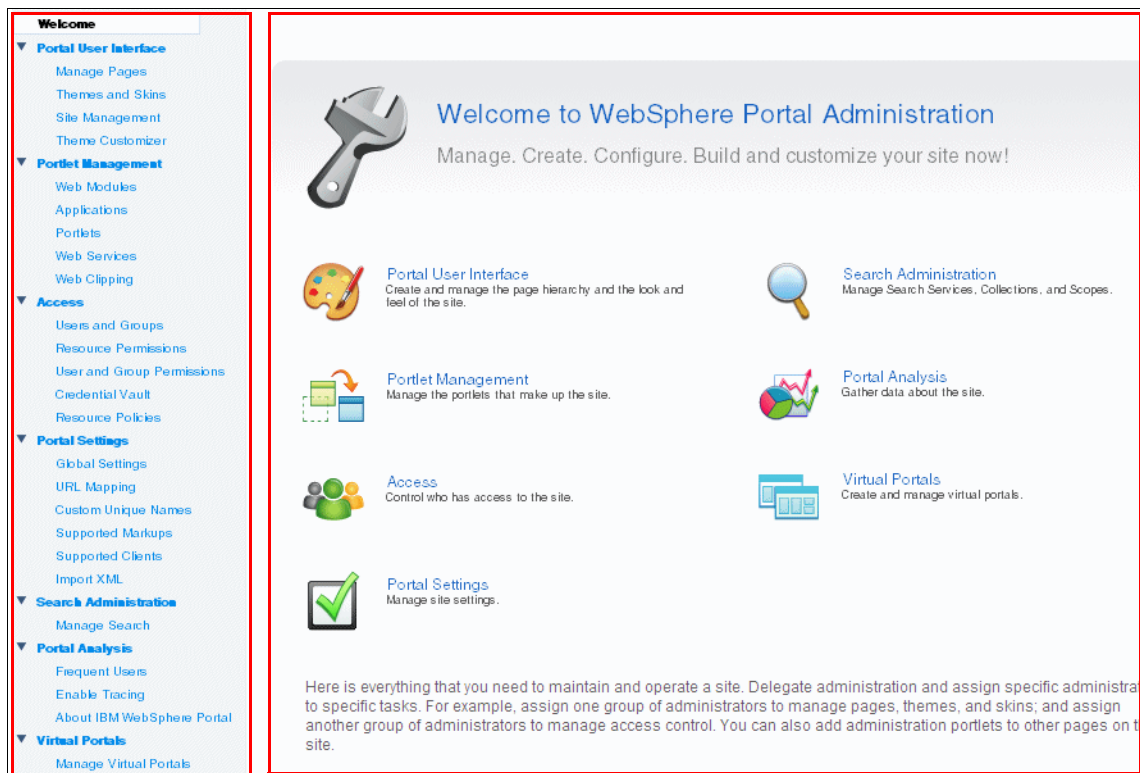 Welcome
Portal User Interface
Manage Pages
Themes and Skins
Site Management
Theme Customizer
Portlet Management
Web Modules
Applications
Portlets
Web Services
Web Clipping
Access
Users and Groups
Resource Permissions
User and Group Permissions
Credential Vault
Resource Policies
Portal Settings
Global Settings
URL Mapping
Custom Unique Names
Supported Markups
Supported Clients
Import XML
Search Administration
Manage Search
Portal Analysis
Frequent Users
Enable Tracing
About IBM WebSphere Portal
Virtual Portals
Manage Virtual Portals
Welcome to WebSphere Portal Administration
Manage. Create. Configure. Build and customize your site now!
Portal User Interface
Create and manage the page hierarchy and the look and
feel of the site.
Search Administration
Manage Search Services, Collections, and Scopes.
Portlet Management
Manage the portlets that make up the site.
Portal Analysis
Gather data about the site.
Access
Control who has access to the site.
Virtual Portals
Create and manage virtual portals.
Portal Settings
Manage site settings.
Here is everything that you need to maintain and operate a site. Delegate administration and assign specific administrat
to specific tasks. For example, assign one group of administrators to manage pages, themes, and skins; and assign
another group of administrators to manage access control. You can also add administration portlets to other pages on t
site.